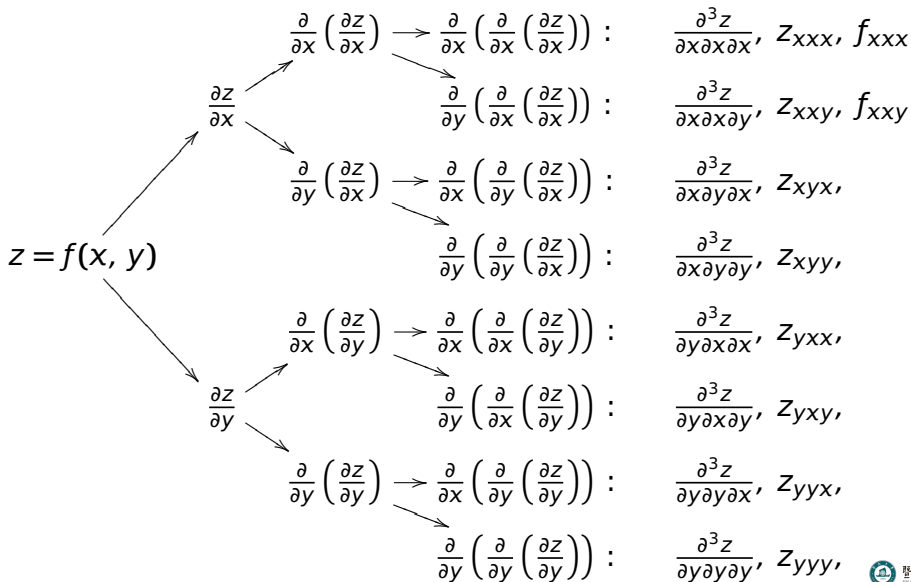 ∂/∂x (∂z/∂x) → ∂/∂x (∂/∂x (∂z/∂x)) : ∂³z/∂x∂x∂x, z_xxx, f_xxx
∂z/∂x ∂/∂y (∂/∂x (∂z/∂x)) : ∂³z/∂x∂x∂y, z_xxy, f_xxy
∂/∂y (∂z/∂x) → ∂/∂x (∂/∂y (∂z/∂x)) : ∂³z/∂x∂y∂x, z_xyx,
z = f(x, y) ∂/∂y (∂/∂y (∂z/∂x)) : ∂³z/∂x∂y∂y, z_xyy,
∂/∂x (∂z/∂y) → ∂/∂x (∂/∂x (∂z/∂y)) : ∂³z/∂y∂x∂x, z_yxx,
∂z/∂y ∂/∂y (∂/∂x (∂z/∂y)) : ∂³z/∂y∂x∂y, z_yxy,
∂/∂y (∂z/∂y) → ∂/∂x (∂/∂y (∂z/∂y)) : ∂³z/∂y∂y∂x, z_yyx,
∂/∂y (∂/∂y (∂z/∂y)) : ∂³z/∂y∂y∂y, z_yyy,